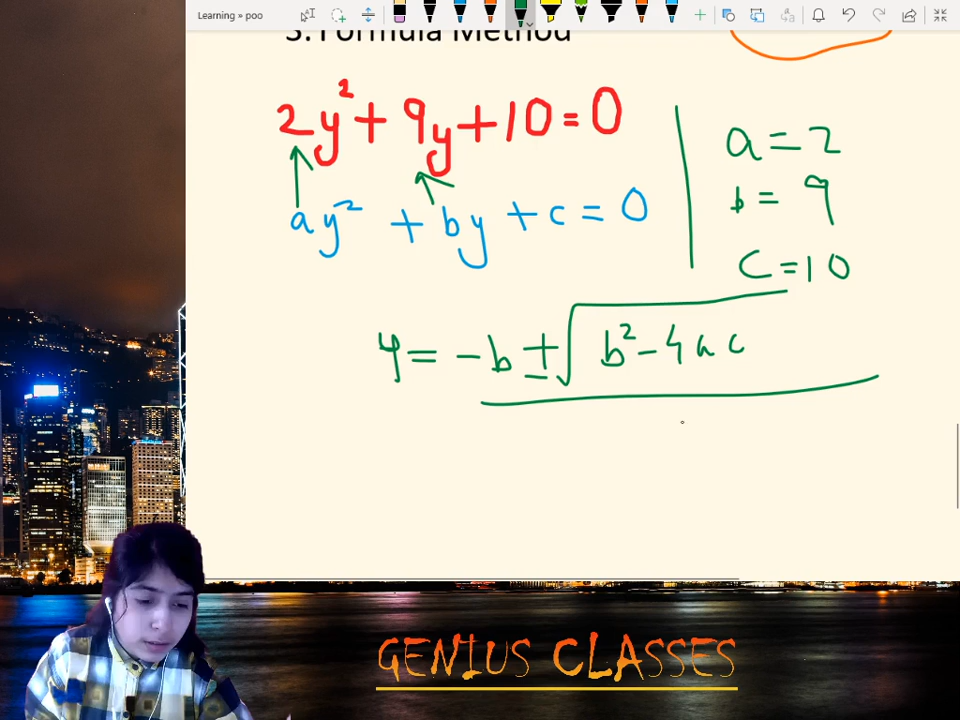 Learning » poo
3. Formula Method
2y² + 9y + 10 = 0
ay² + by + c = 0
a = 2
b = 9
c = 10
y = -b ± √b² - 4ac
GENIUS CLASSES